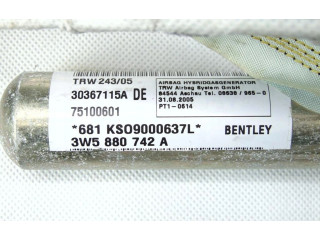 TRW 243/05
30367115A DE
75100601
AIRBAG HYBRIDGASGENERATOR
TRW Airbag System GmbH
84544 Aschau Tel. 08638 / 965-0
31.08.2005
PT1-0614
*681 KSO9000637L*
BENTLEY
3W5 880 742 A